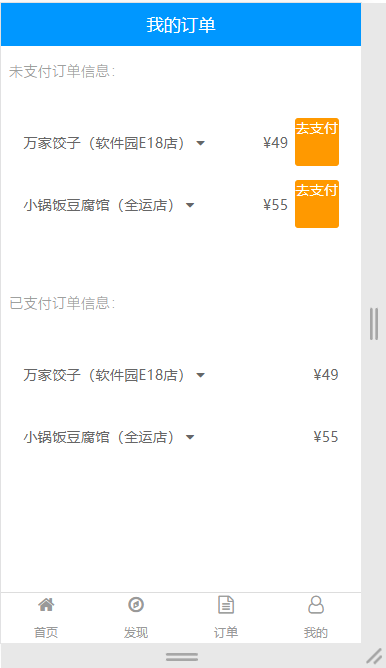 我的订单
未支付订单信息:
万家饺子（软件园E18店） ¥49 去支付
小锅饭豆腐馆（全运店） ¥55 去支付
已支付订单信息:
万家饺子（软件园E18店） ¥49
小锅饭豆腐馆（全运店） ¥55
首页 发现 订单 我的